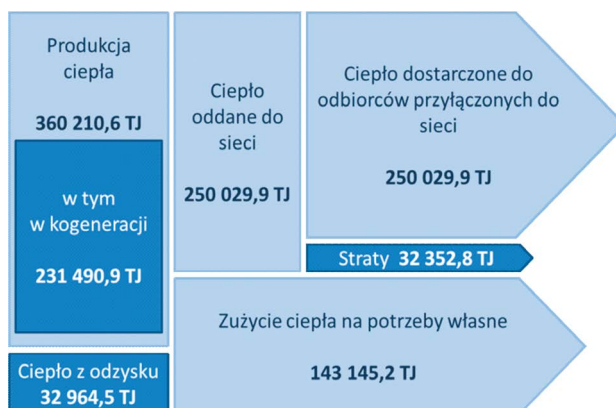 Produkcja
ciepła
360 210,6 TJ
w tym
w kogeneracji
231 490,9 TJ
Ciepło z odzysku
32 964,5 TJ
Ciepło
oddane do
sieci
250 029,9 TJ
Ciepło dostarczone do
odbiorców przyłączonych do
sieci
250 029,9 TJ
Straty 32 352,8 TJ
Zużycie ciepła na potrzeby własne
143 145,2 TJ